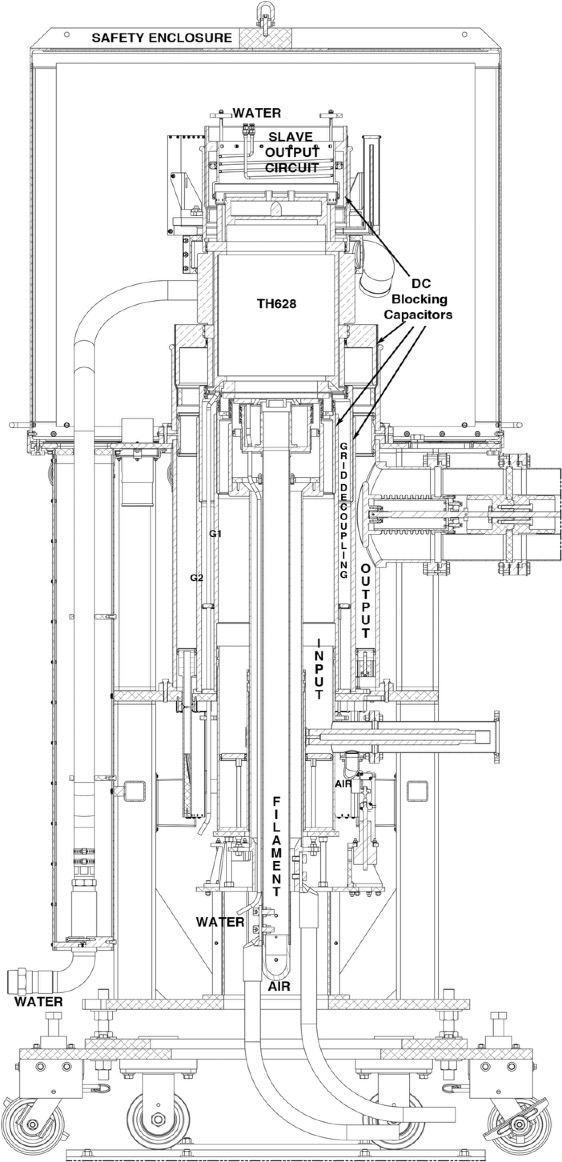 SAFETY ENCLOSURE
WATER
SLAVE
OUTPUT
CIRCUIT
TH628
DC
Blocking
Capacitors
GRID DECOUPLING
G1
G2
OUTPUT
INPUT
AIR
FILAMENT
WATER
AIR
WATER